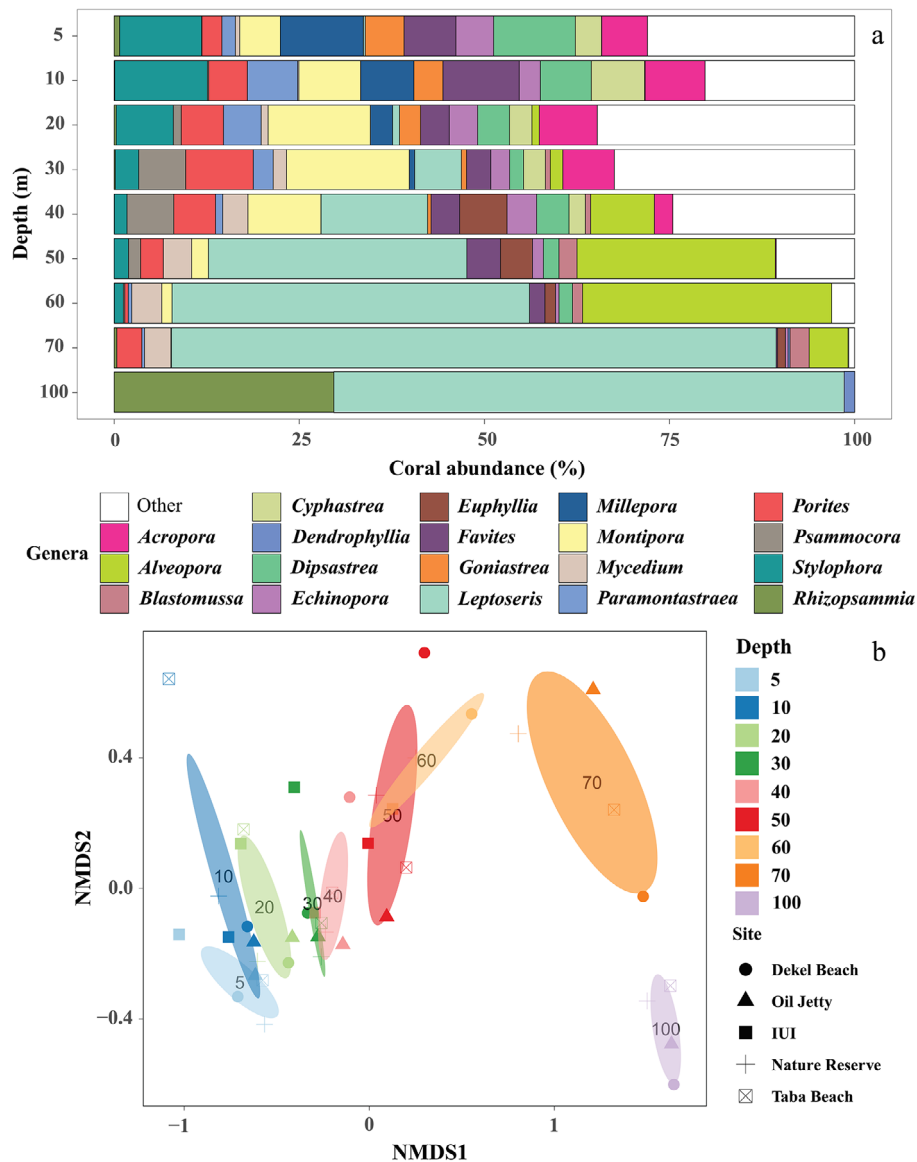 a
Depth (m)
5
10
20
30
40
50
60
70
100
0 25 50 75 100
Coral abundance (%)
Genera
Other Cyphastrea Euphyllia Millepora Porites
Acropora Dendrophyllia Favites Montipora Psammocora
Alveopora Dipsastrea Goniastrea Mycedium Stylophora
Blastomussa Echinopora Leptoseris Paramontastraea Rhizopsammia
b
NMDS2
0.4
0.0
−0.4
60
70
50
10
20
30
40
5
100
−1 0 1
NMDS1
Depth
5
10
20
30
40
50
60
70
100
Site
Dekel Beach
Oil Jetty
IUI
Nature Reserve
Taba Beach